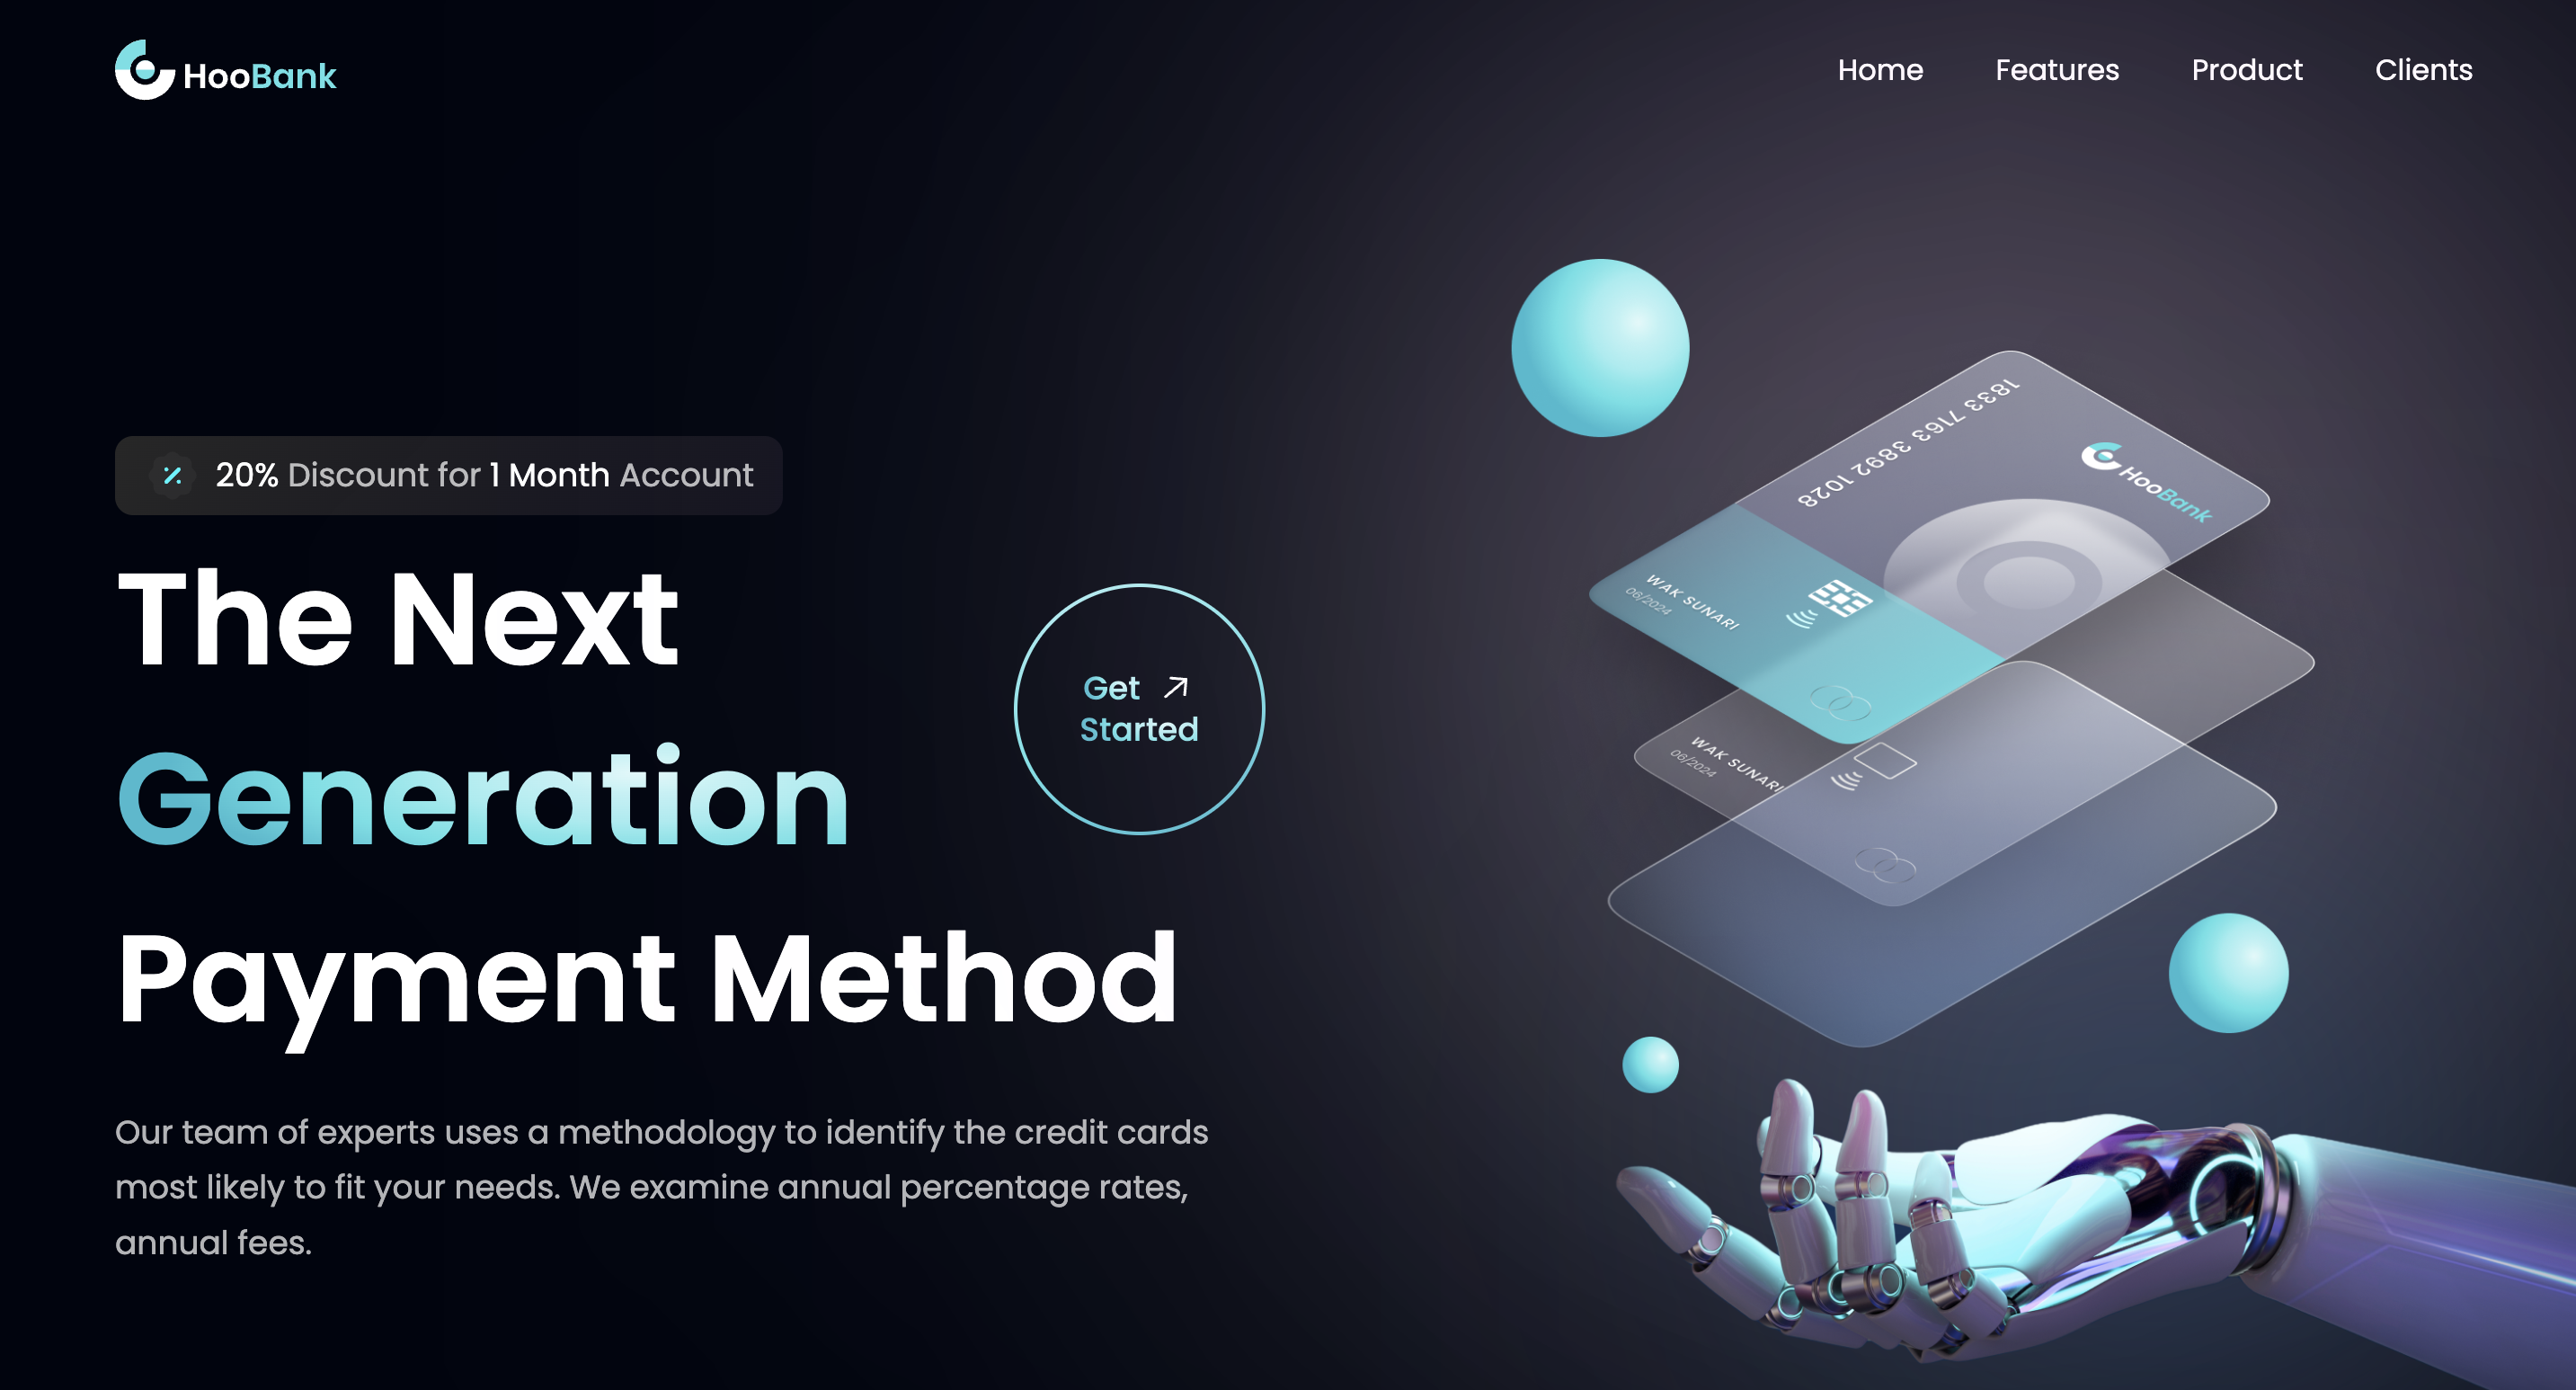 HooBank
Home
Features
Product
Clients
20% Discount for 1 Month Account
The Next
Generation
Payment Method
Get
Started
Our team of experts uses a methodology to identify the credit cards
most likely to fit your needs. We examine annual percentage rates,
annual fees.
1833 7163 3892 1028
HooBank
WAK SUNARI
06/2024
WAK SUNARI
06/2024